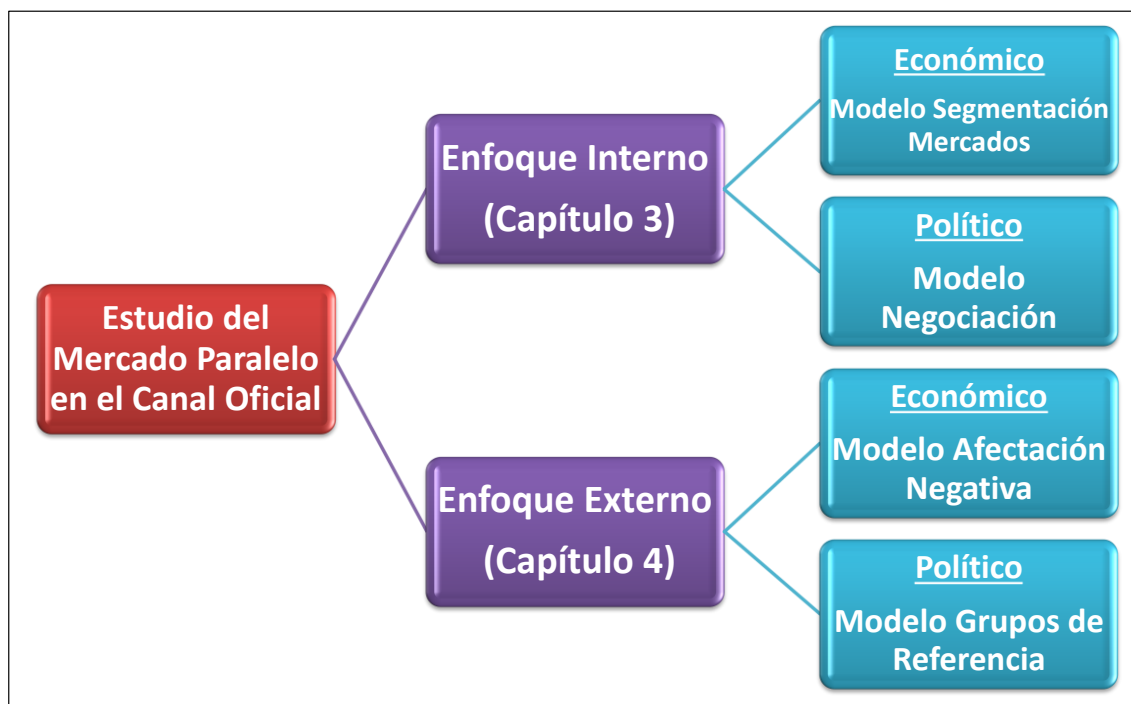 Estudio del
Mercado Paralelo
en el Canal Oficial
Enfoque Interno
(Capítulo 3)
Económico
Modelo Segmentación
Mercados
Político
Modelo
Negociación
Enfoque Externo
(Capítulo 4)
Económico
Modelo Afectación
Negativa
Político
Modelo Grupos de
Referencia